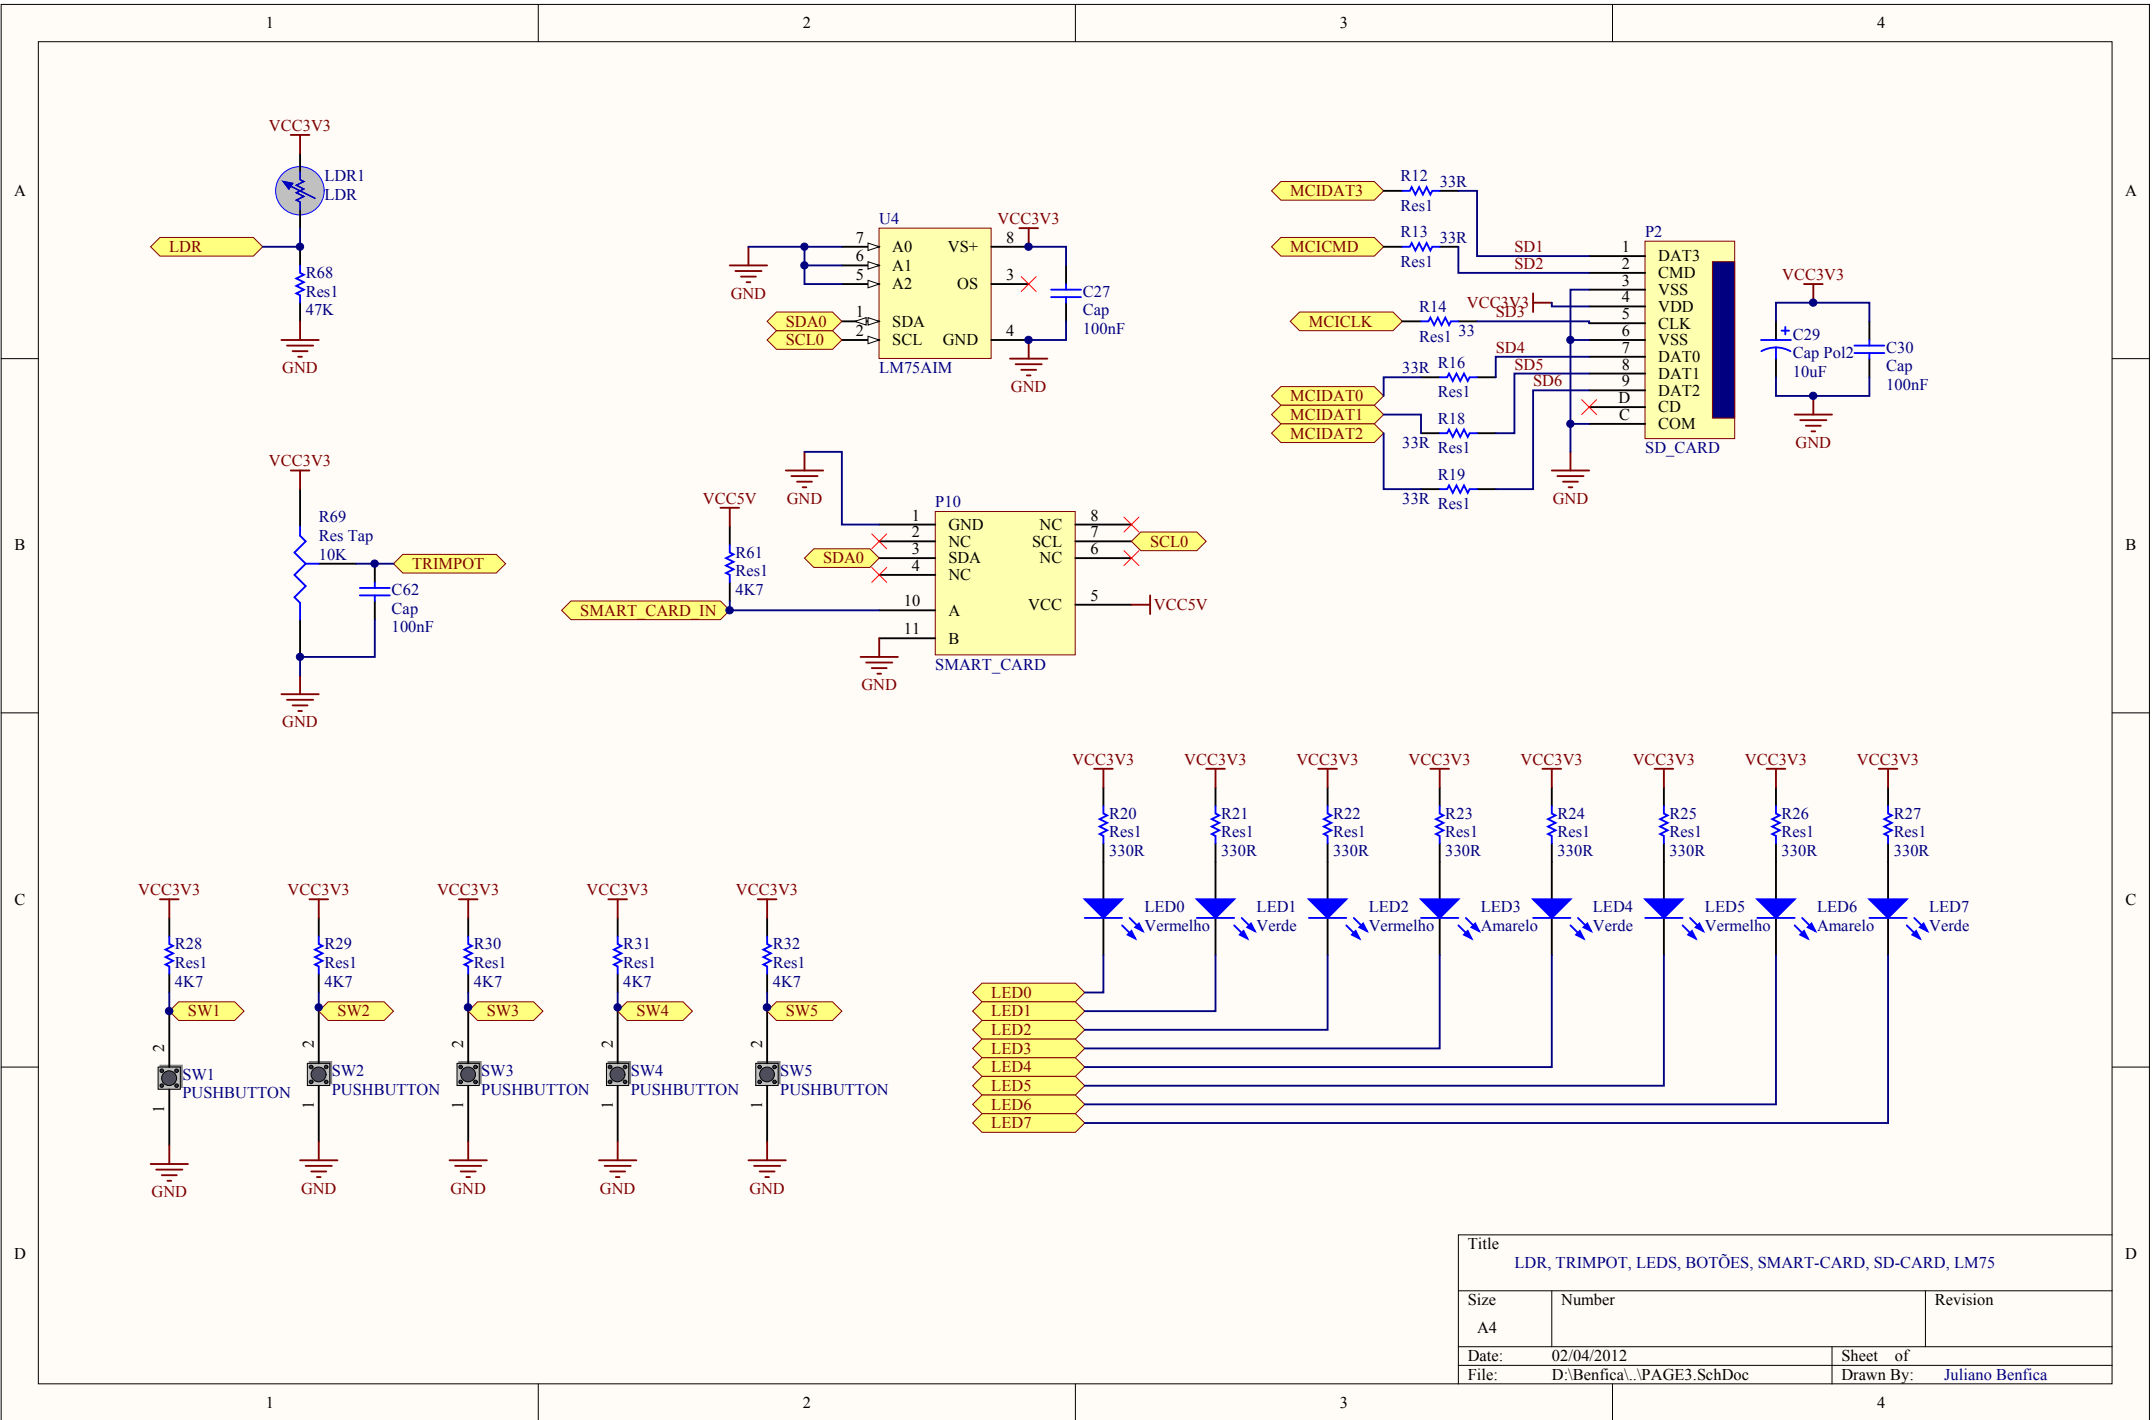 1 2 3 4
A A
B B
C C
D D
VCC3V3
LDR1
LDR
LDR
R68
Res1
47K
GND
U4
VCC3V3
7 A0 VS+ 8
6 A1
5 A2 OS 3
GND
SDA0 1 SDA
SCL0 2 SCL GND 4
LM75AIM
C27
Cap
100nF
GND
MCIDAT3
R12
33R
Res1
MCICMD
R13
33R
Res1
MCICLK
R14
Res1 33
VCC3V3
SD1
SD2
SD3
SD4
SD5
SD6
P2
1 DAT3
2 CMD
3 VSS
4 VDD
5 CLK
6 VSS
7 DAT0
8 DAT1
9 DAT2
D CD
C COM
SD_CARD
MCIDAT0
MCIDAT1
MCIDAT2
33R R16
Res1
R18
33R Res1
R19
33R Res1
GND
VCC3V3
C29
Cap Pol2
10uF
C30
Cap
100nF
GND
VCC3V3
R69
Res Tap
10K
TRIMPOT
C62
Cap
100nF
GND
GND
VCC5V
R61
Res1
4K7
SMART_CARD_IN
SDA0
P10
1 GND NC 8
2 NC SCL 7
3 SDA NC 6
4 NC
10 A VCC 5
11 B
SMART_CARD
SCL0
VCC5V
GND
VCC3V3 VCC3V3 VCC3V3 VCC3V3 VCC3V3 VCC3V3 VCC3V3 VCC3V3
R20 R21 R22 R23 R24 R25 R26 R27
Res1 Res1 Res1 Res1 Res1 Res1 Res1 Res1
330R 330R 330R 330R 330R 330R 330R 330R
LED0 LED1 LED2 LED3 LED4 LED5 LED6 LED7
Vermelho Verde Vermelho Amarelo Verde Vermelho Amarelo Verde
LED0
LED1
LED2
LED3
LED4
LED5
LED6
LED7
VCC3V3 VCC3V3 VCC3V3 VCC3V3 VCC3V3
R28 R29 R30 R31 R32
Res1 Res1 Res1 Res1 Res1
4K7 4K7 4K7 4K7 4K7
SW1 SW2 SW3 SW4 SW5
2 2 2 2 2
SW1 SW2 SW3 SW4 SW5
PUSHBUTTON PUSHBUTTON PUSHBUTTON PUSHBUTTON PUSHBUTTON
1 1 1 1 1
GND GND GND GND GND
Title
LDR, TRIMPOT, LEDS, BOTÕES, SMART-CARD, SD-CARD, LM75
Size Number Revision
A4
Date: 02/04/2012 Sheet of
File: D:\Benfica\..\PAGE3.SchDoc Drawn By: Juliano Benfica
1 2 3 4